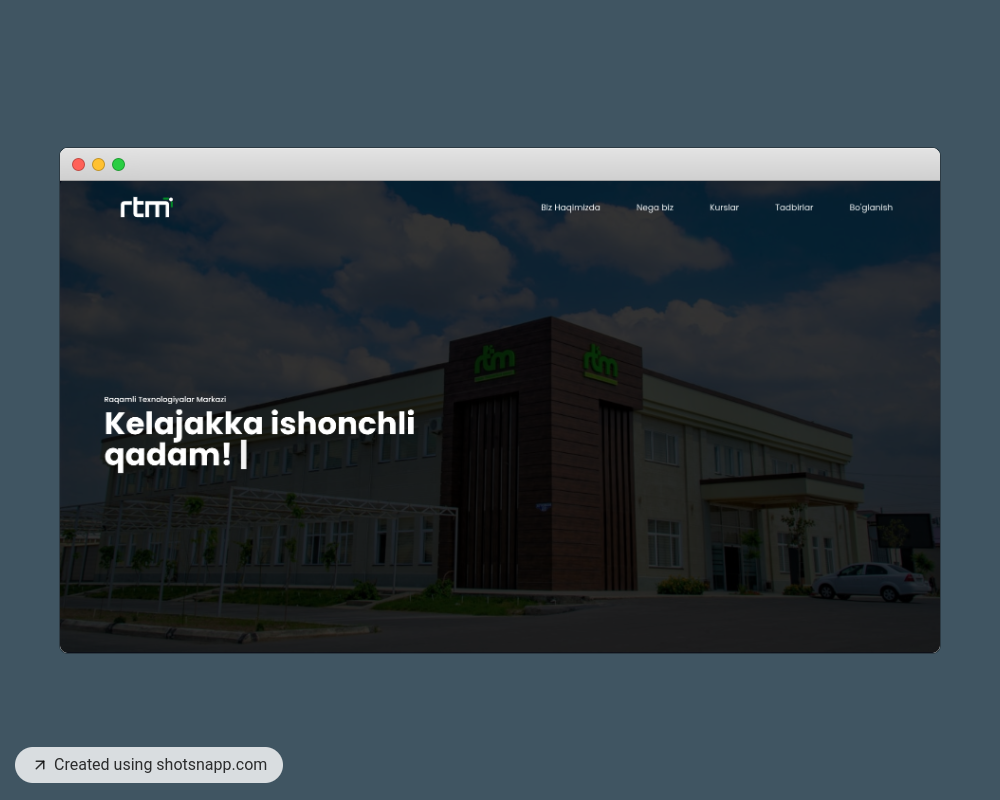 rtm
Biz Haqimizda Nega biz Kurslar Tadbirlar Bo'glanish
rtm rtm
Raqamli Texnologiyalar Markazi
Kelajakka ishonchli
qadam! |
Created using shotsnapp.com